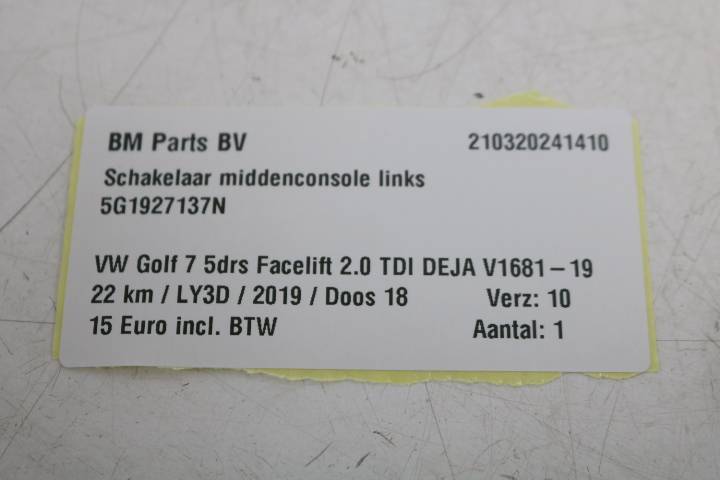 BM Parts BV 210320241410
Schakelaar middenconsole links
5G1927137N
VW Golf 7 5drs Facelift 2.0 TDI DEJA V1681-19
22 km / LY3D / 2019 / Doos 18 Verz: 10
15 Euro incl. BTW Aantal: 1